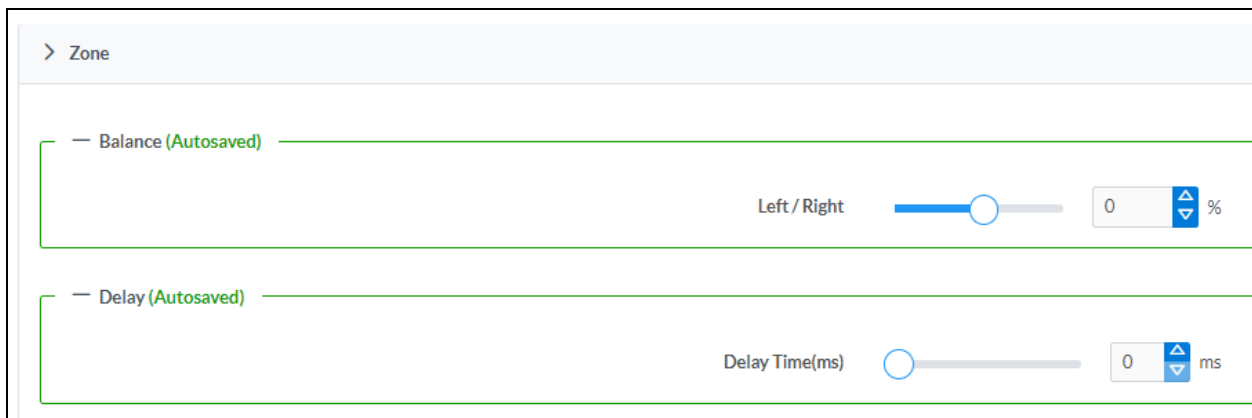 Zone
Balance (Autosaved)
Left / Right 0 %
Delay (Autosaved)
Delay Time(ms) 0 ms